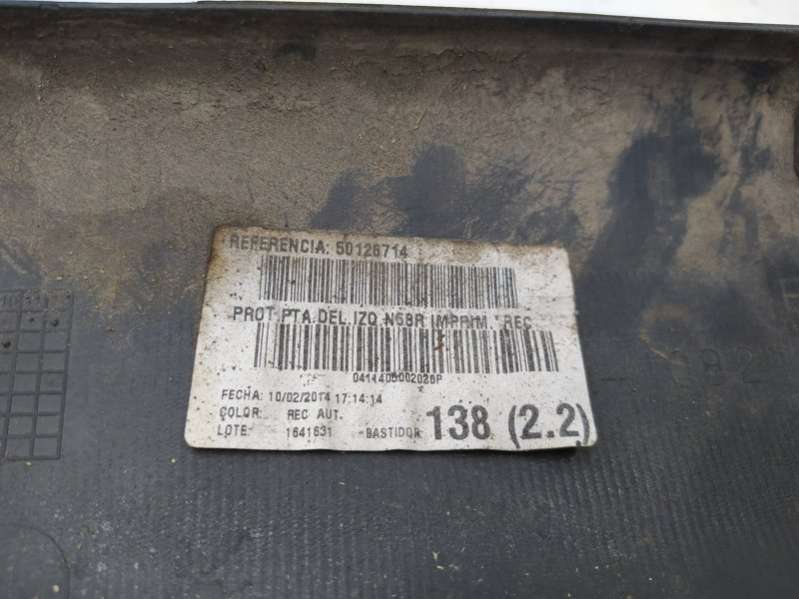 REFERENCIA: 50126714
PROT PTA.DEL.IZQ N68R IMPRIM. REC
FECHA: 10/02/2014 17:14:14
COLOR: REC AUT.
LOTE: 1641631 BASTIDOR 138 (2.2)